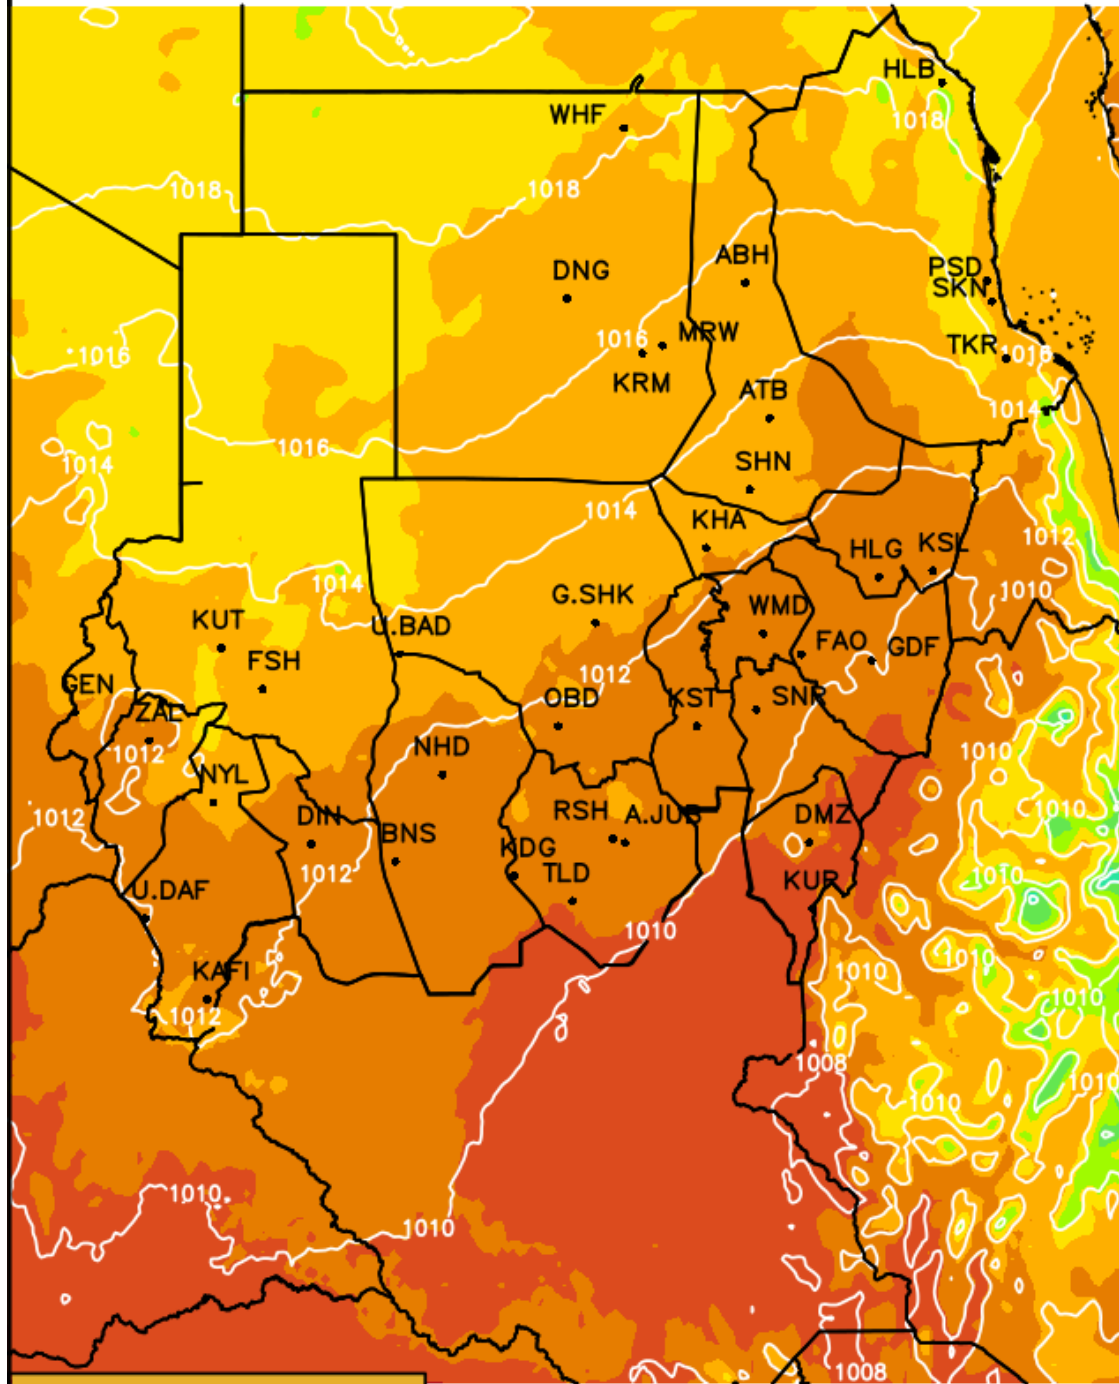 HLB
WHF
1018
1018
1018
ABH
DNG
PSD
SKN
MRW
1016
TKR
1016
1016
KRM
ATB
1014
1016
SHN
1014
1014
KHA
1012
HLG
KSL
1014
1010
G.SHK
WMD
KUT
U.BAD
FAO
GDF
FSH
GEN
1012
OBD
KST
SNR
ZAL
NHD
1012
1010
NYL
RSH
A.JUB
DMZ
1010
1012
DIN
BNS
KDG
TLD
1012
KUR
1010
U.DAF
1010
KAFI
1010
1010
1010
1012
1008
1010
1010
1010
1010
1008